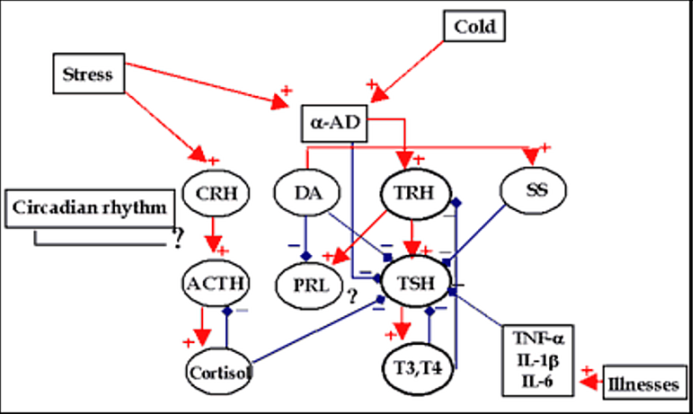 Cold
Stress
+
+
α-AD
+
+
+
CRH
DA
TRH
SS
Circadian rhythm
?
+
–
–
+
+
–
–
ACTH
PRL
?
TSH
–
–
–
+
–
+
–
TNF-α
IL-1β
IL-6
+
Cortisol
T3,T4
Illnesses